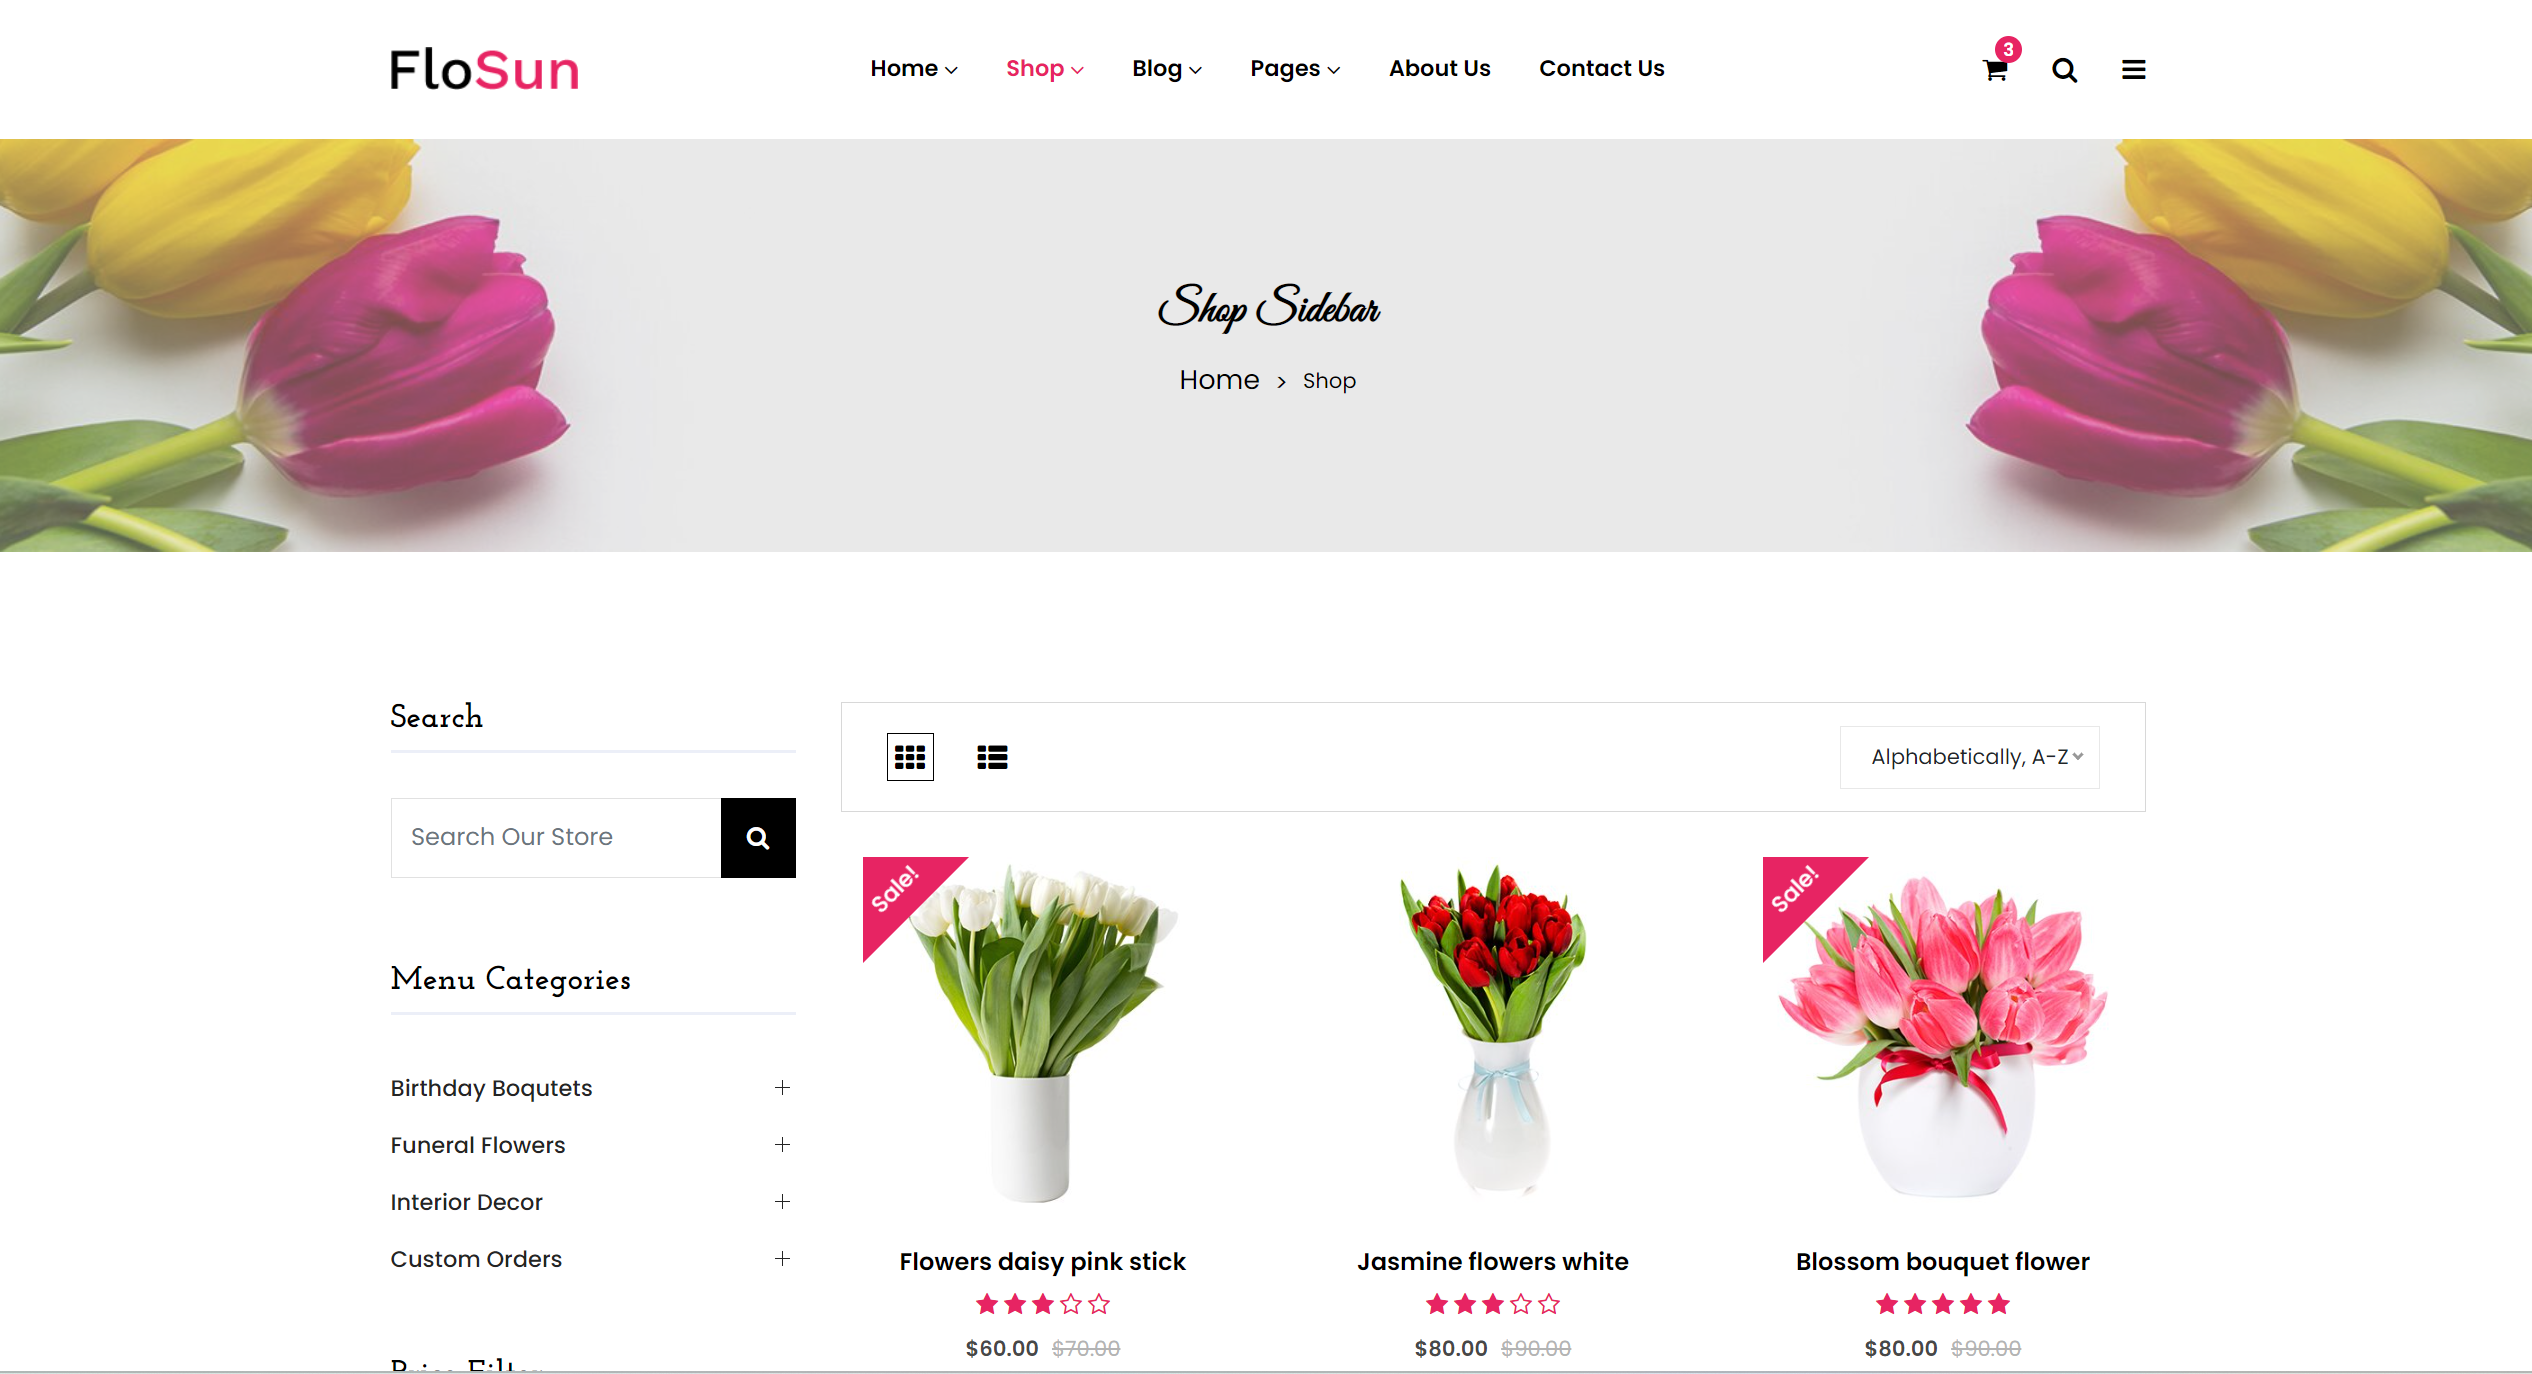 FloSun
Home Shop Blog Pages About Us Contact Us
3
Shop Sidebar
Home > Shop
Search
Search Our Store
Menu Categories
Birthday Boqutets
Funeral Flowers
Interior Decor
Custom Orders
Price Filter
Alphabetically, A-Z
Sale!
Flowers daisy pink stick
$60.00 $70.00
Jasmine flowers white
$80.00 $90.00
Sale!
Blossom bouquet flower
$80.00 $90.00